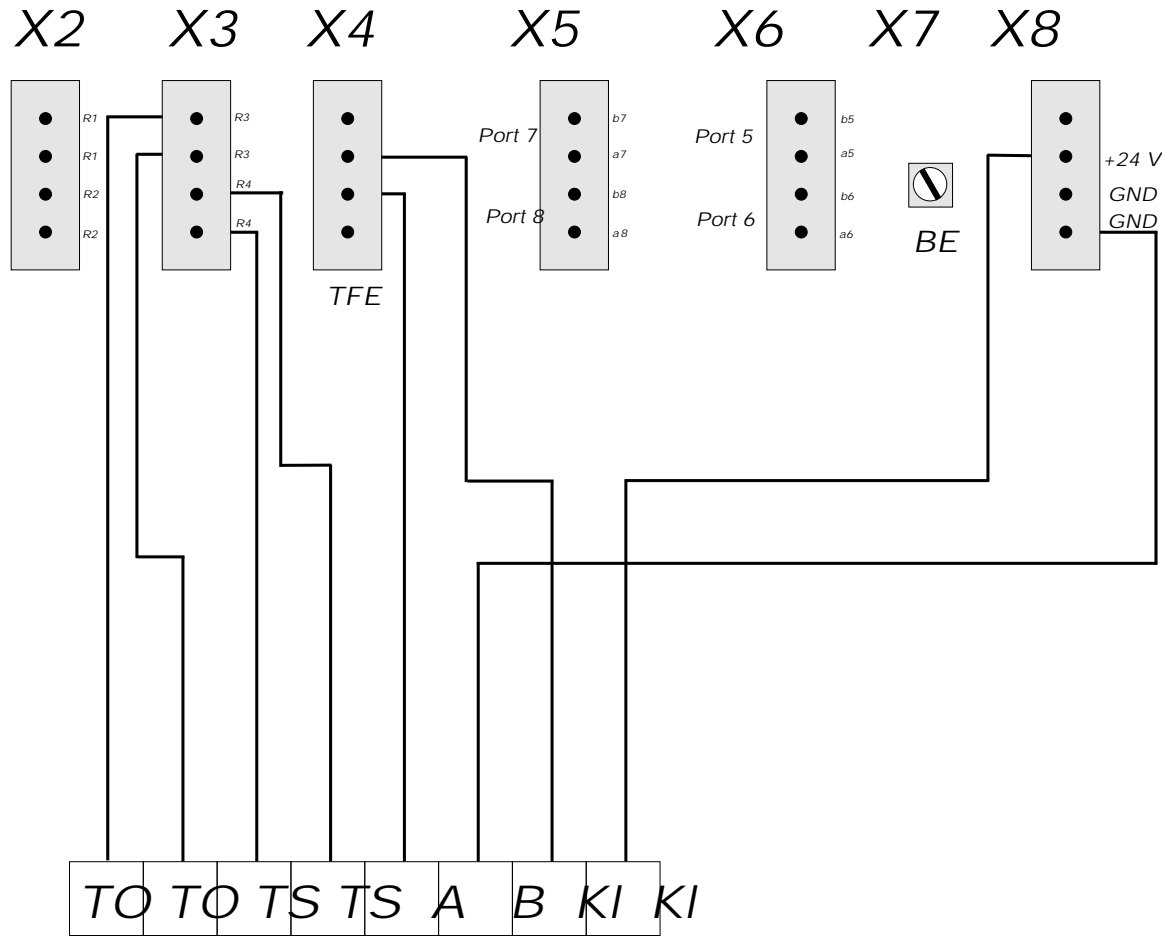 X2 X3 X4 X5 X6 X7 X8
R1 R3 b7 b5
Port 7 Port 5
R1 R3 a7 a5 +24 V
R2 R4 b8 b6 GND
Port 8 Port 6
R2 R4 a8 a6 GND
BE
TFE
TO TO TS TS A B KI KI